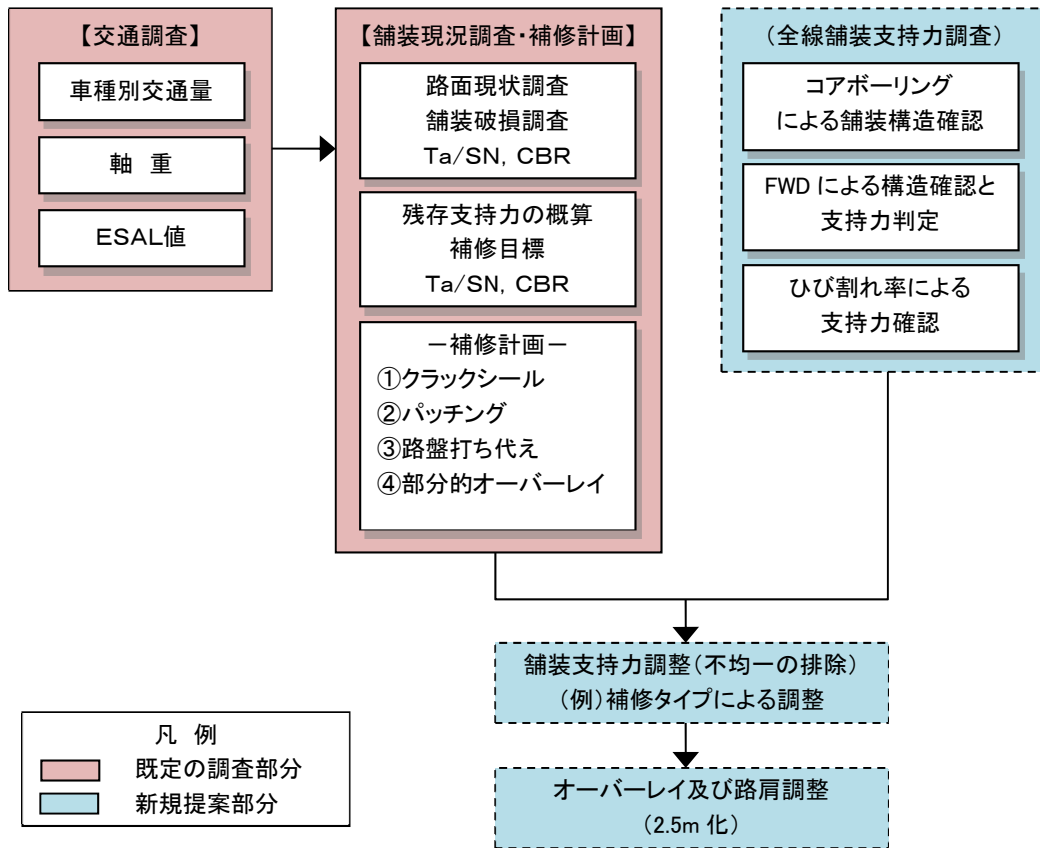 【交通調査】
車種別交通量
軸 重
ESAL値
【舗装現況調査・補修計画】
路面現状調査
舗装破損調査
Ta/SN, CBR
残存支持力の概算
補修目標
Ta/SN, CBR
－補修計画－
①クラックシール
②パッチング
③路盤打ち代え
④部分的オーバーレイ
(全線舗装支持力調査)
コアボーリング
による舗装構造確認
FWD による構造確認と
支持力判定
ひび割れ率による
支持力確認
舗装支持力調整(不均一の排除)
(例)補修タイプによる調整
オーバーレイ及び路肩調整
(2.5m 化)
凡 例
既定の調査部分
新規提案部分